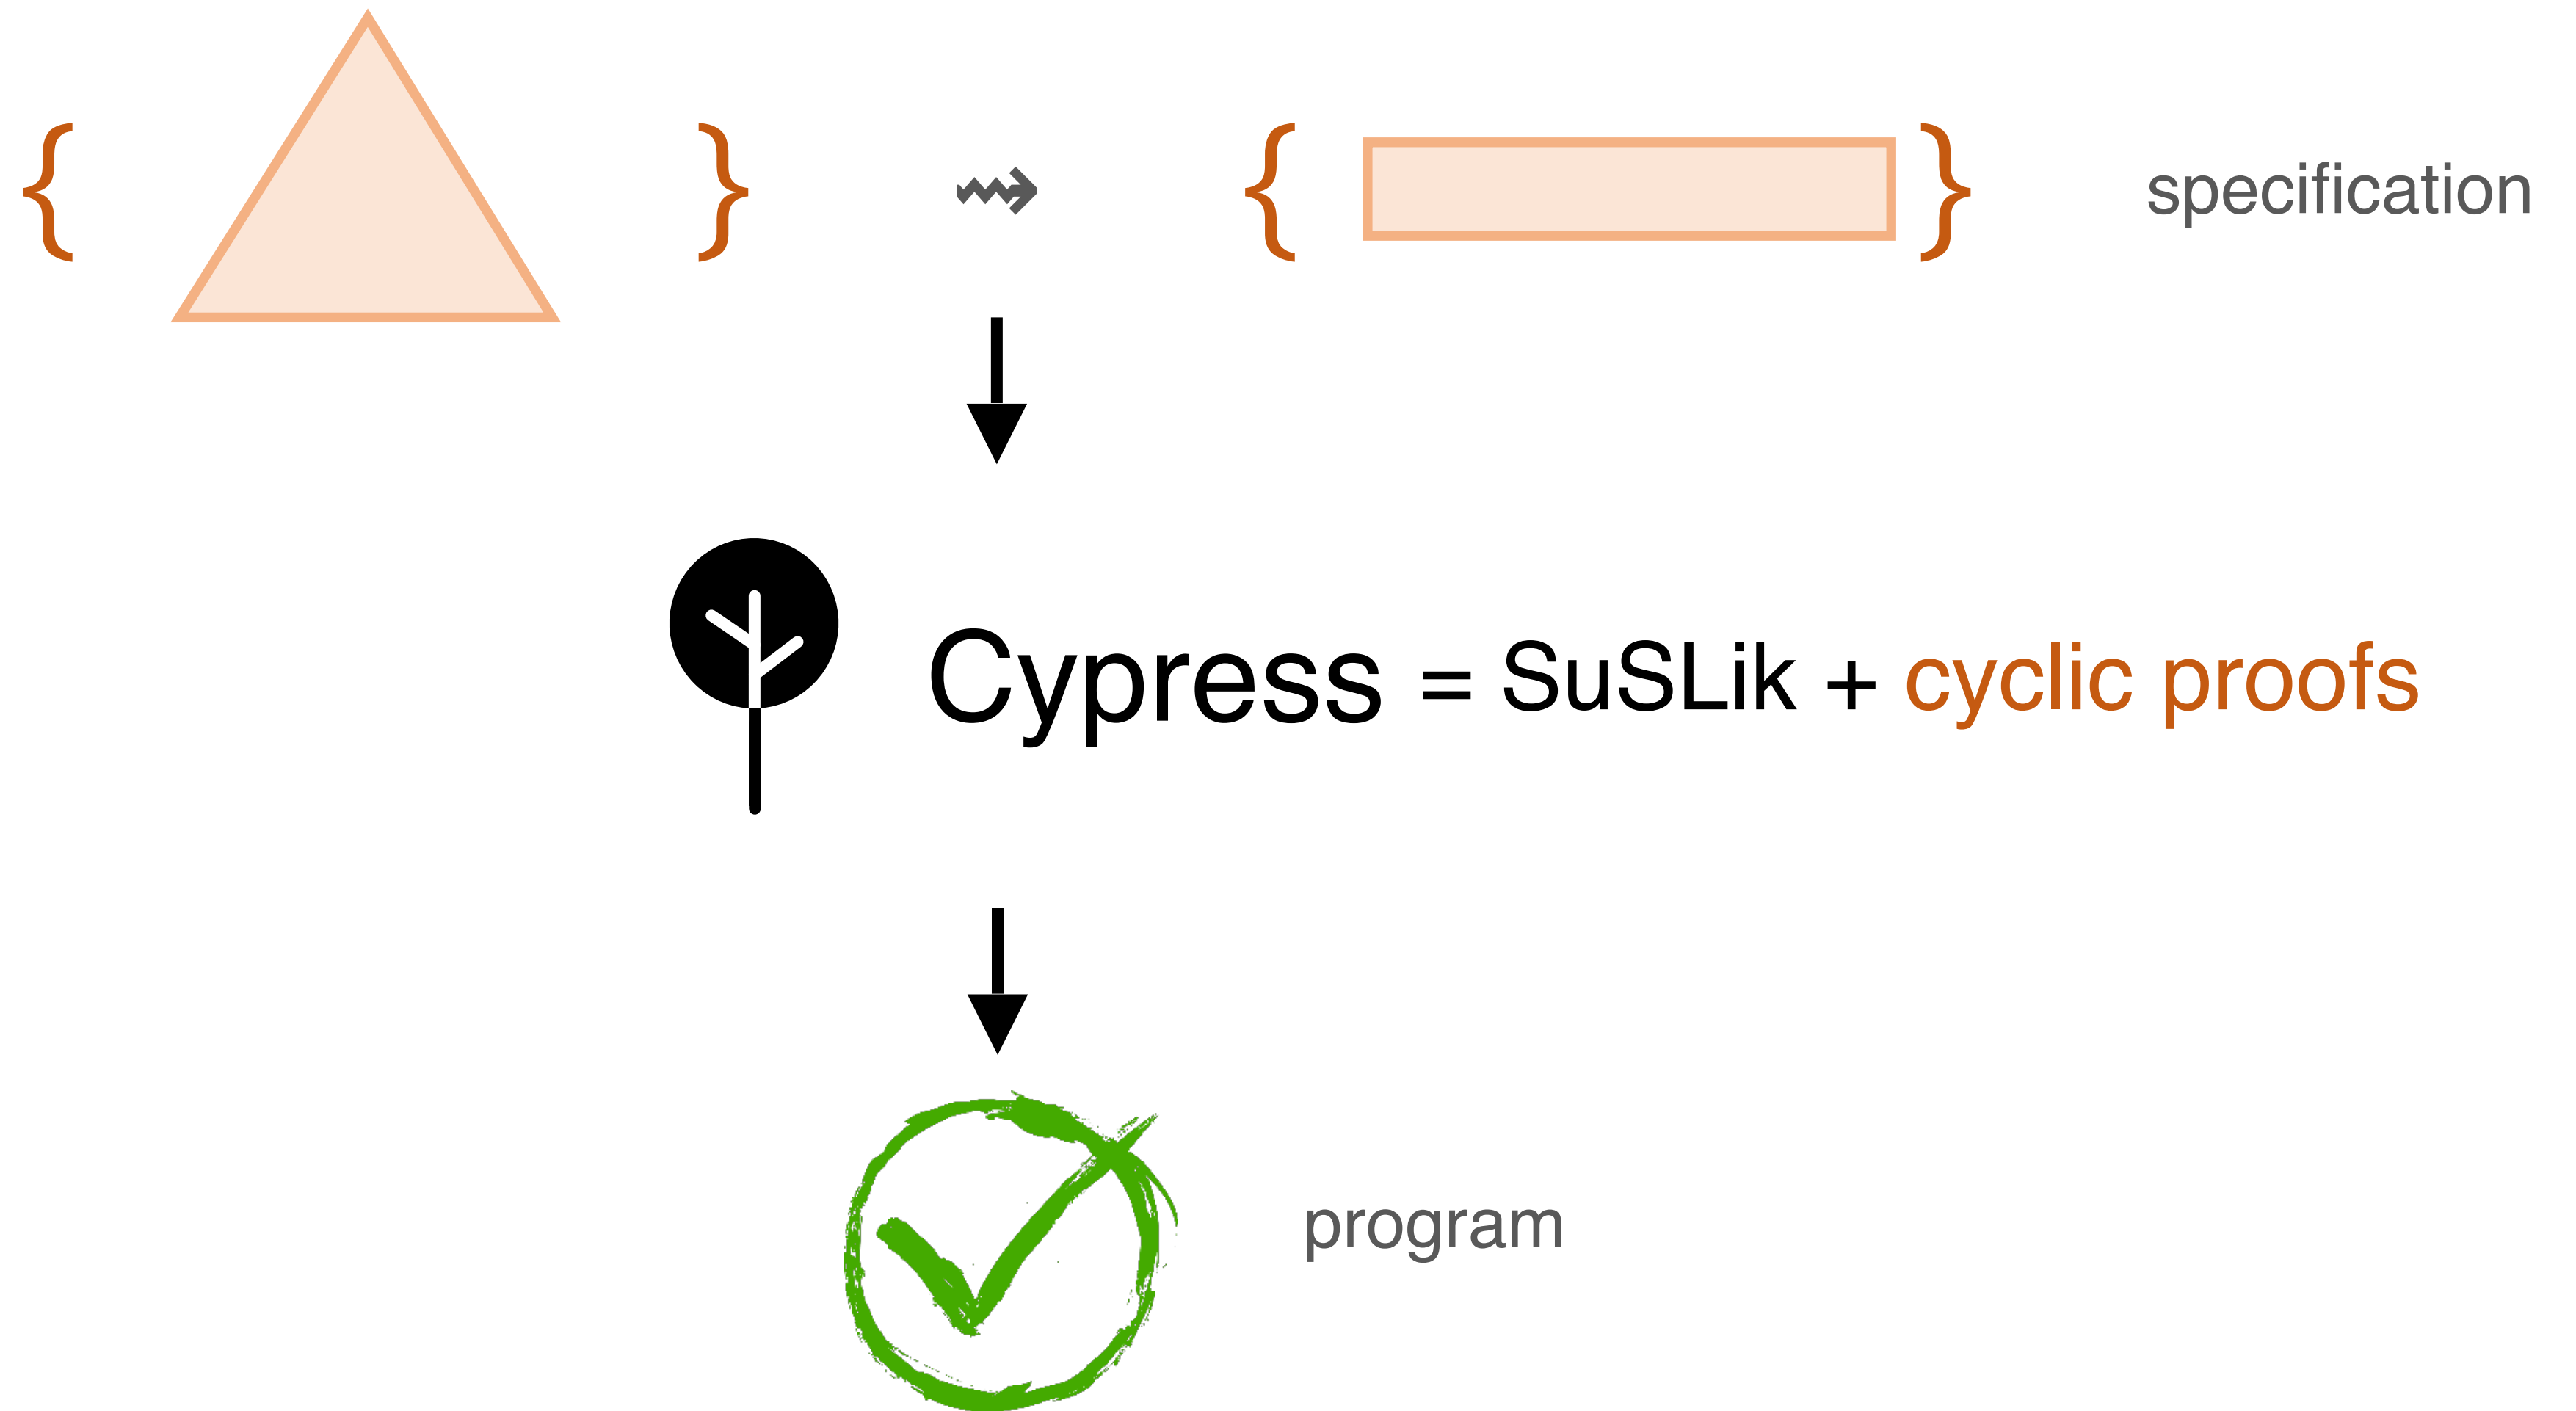 { } ⇝ { } specification
Cypress = SuSLik + cyclic proofs
program